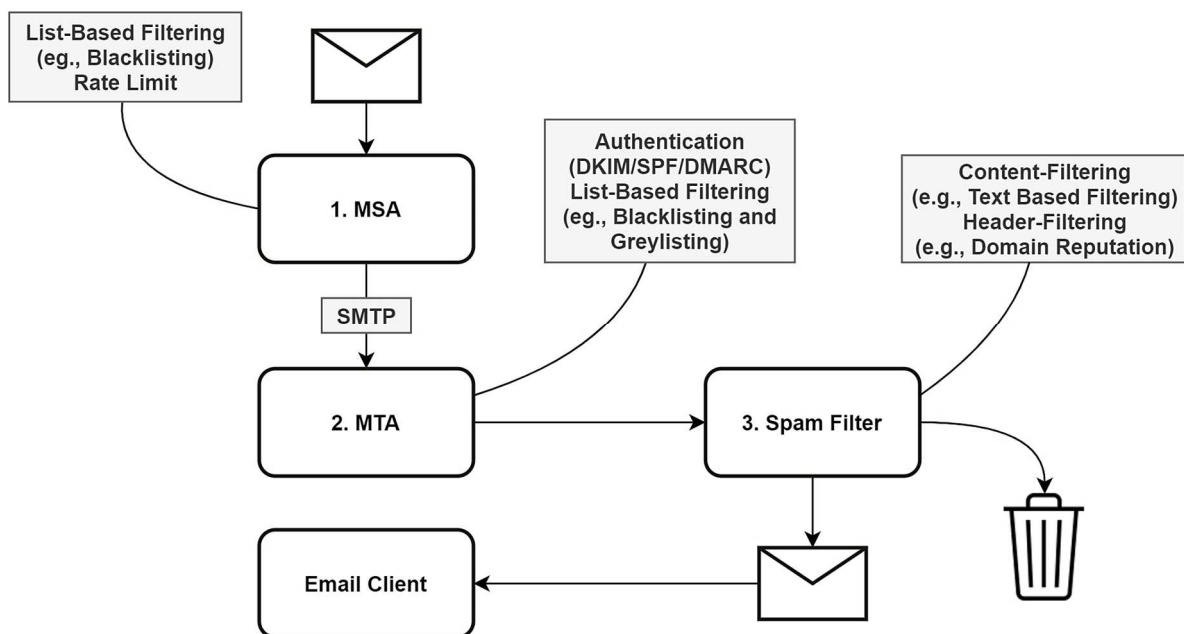 List-Based Filtering
(eg., Blacklisting)
Rate Limit
1. MSA
Authentication
(DKIM/SPF/DMARC)
List-Based Filtering
(eg., Blacklisting and
Greylisting)
Content-Filtering
(e.g., Text Based Filtering)
Header-Filtering
(e.g., Domain Reputation)
SMTP
2. MTA
3. Spam Filter
Email Client